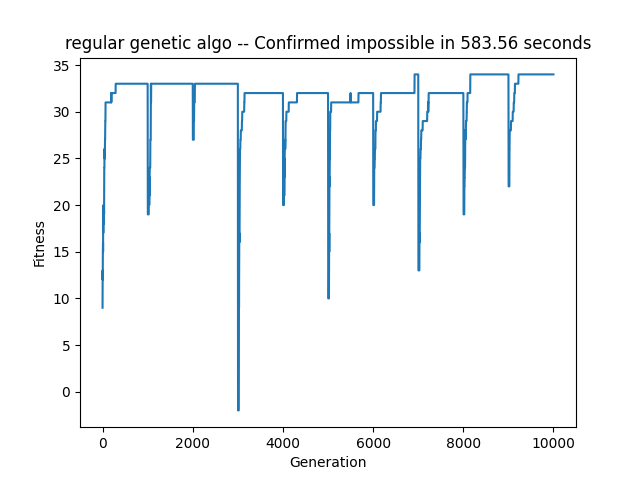 regular genetic algo -- Confirmed impossible in 583.56 seconds
35
30
25
20
15
10
5
0
Fitness
0 2000 4000 6000 8000 10000
Generation